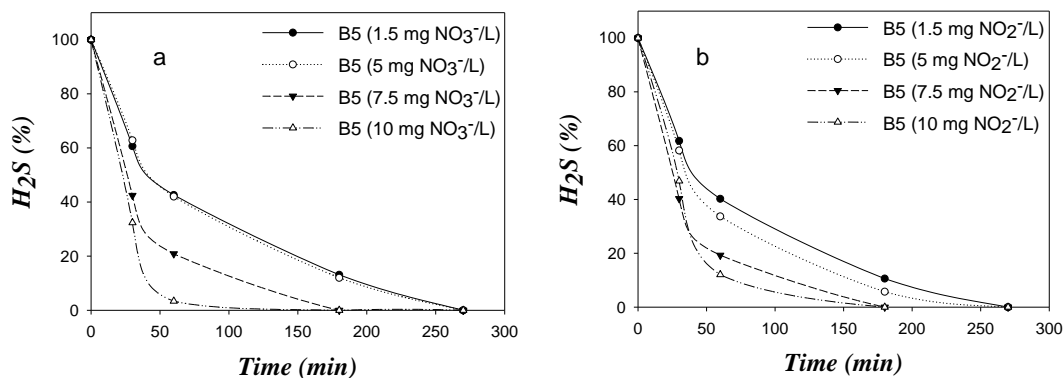 a
B5 (1.5 mg NO3⁻/L)
B5 (5 mg NO3⁻/L)
B5 (7.5 mg NO3⁻/L)
B5 (10 mg NO3⁻/L)
H2S (%)
100
80
60
40
20
0
0 50 100 150 200 250 300
Time (min)
b
B5 (1.5 mg NO2⁻/L)
B5 (5 mg NO2⁻/L)
B5 (7.5 mg NO2⁻/L)
B5 (10 mg NO2⁻/L)
H2S (%)
100
80
60
40
20
0
0 50 100 150 200 250 300
Time (min)